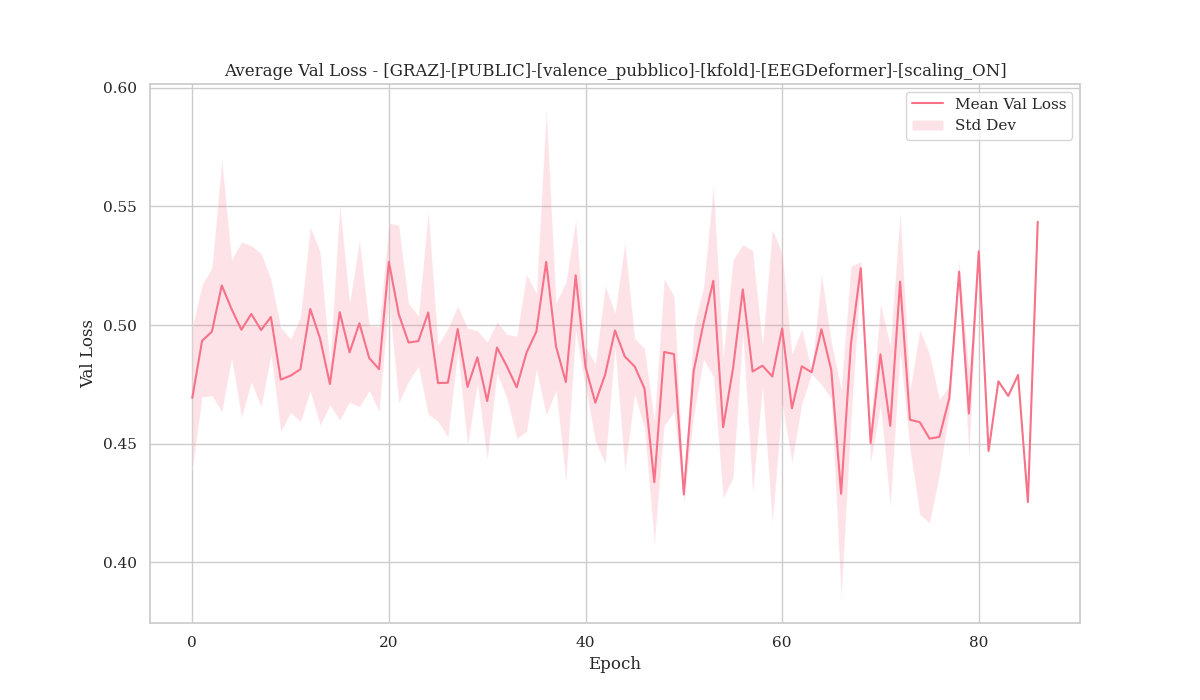 Average Val Loss - [GRAZ]-[PUBLIC]-[valence_pubblico]-[kfold]-[EEGDeformer]-[scaling_ON]
Mean Val Loss
Std Dev
0.60
0.55
0.50
0.45
0.40
Val Loss
0 20 40 60 80
Epoch